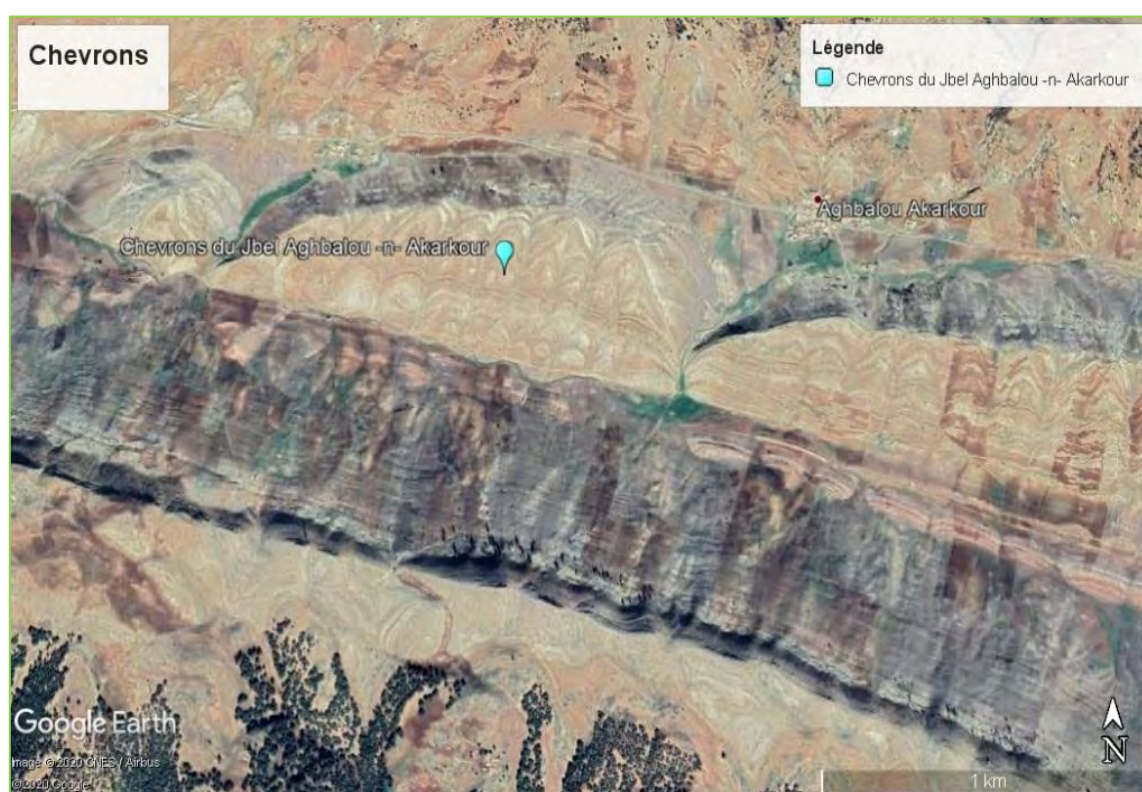 Chevrons
Légende
Chevrons du Jbel Aghbalou -n- Akarkour
Aghbalou Akarkour
Chevrons du Jbel Aghbalou -n- Akarkour
Google Earth
Image © 2020 CNES / Airbus
© 2020 Google
N
1 km